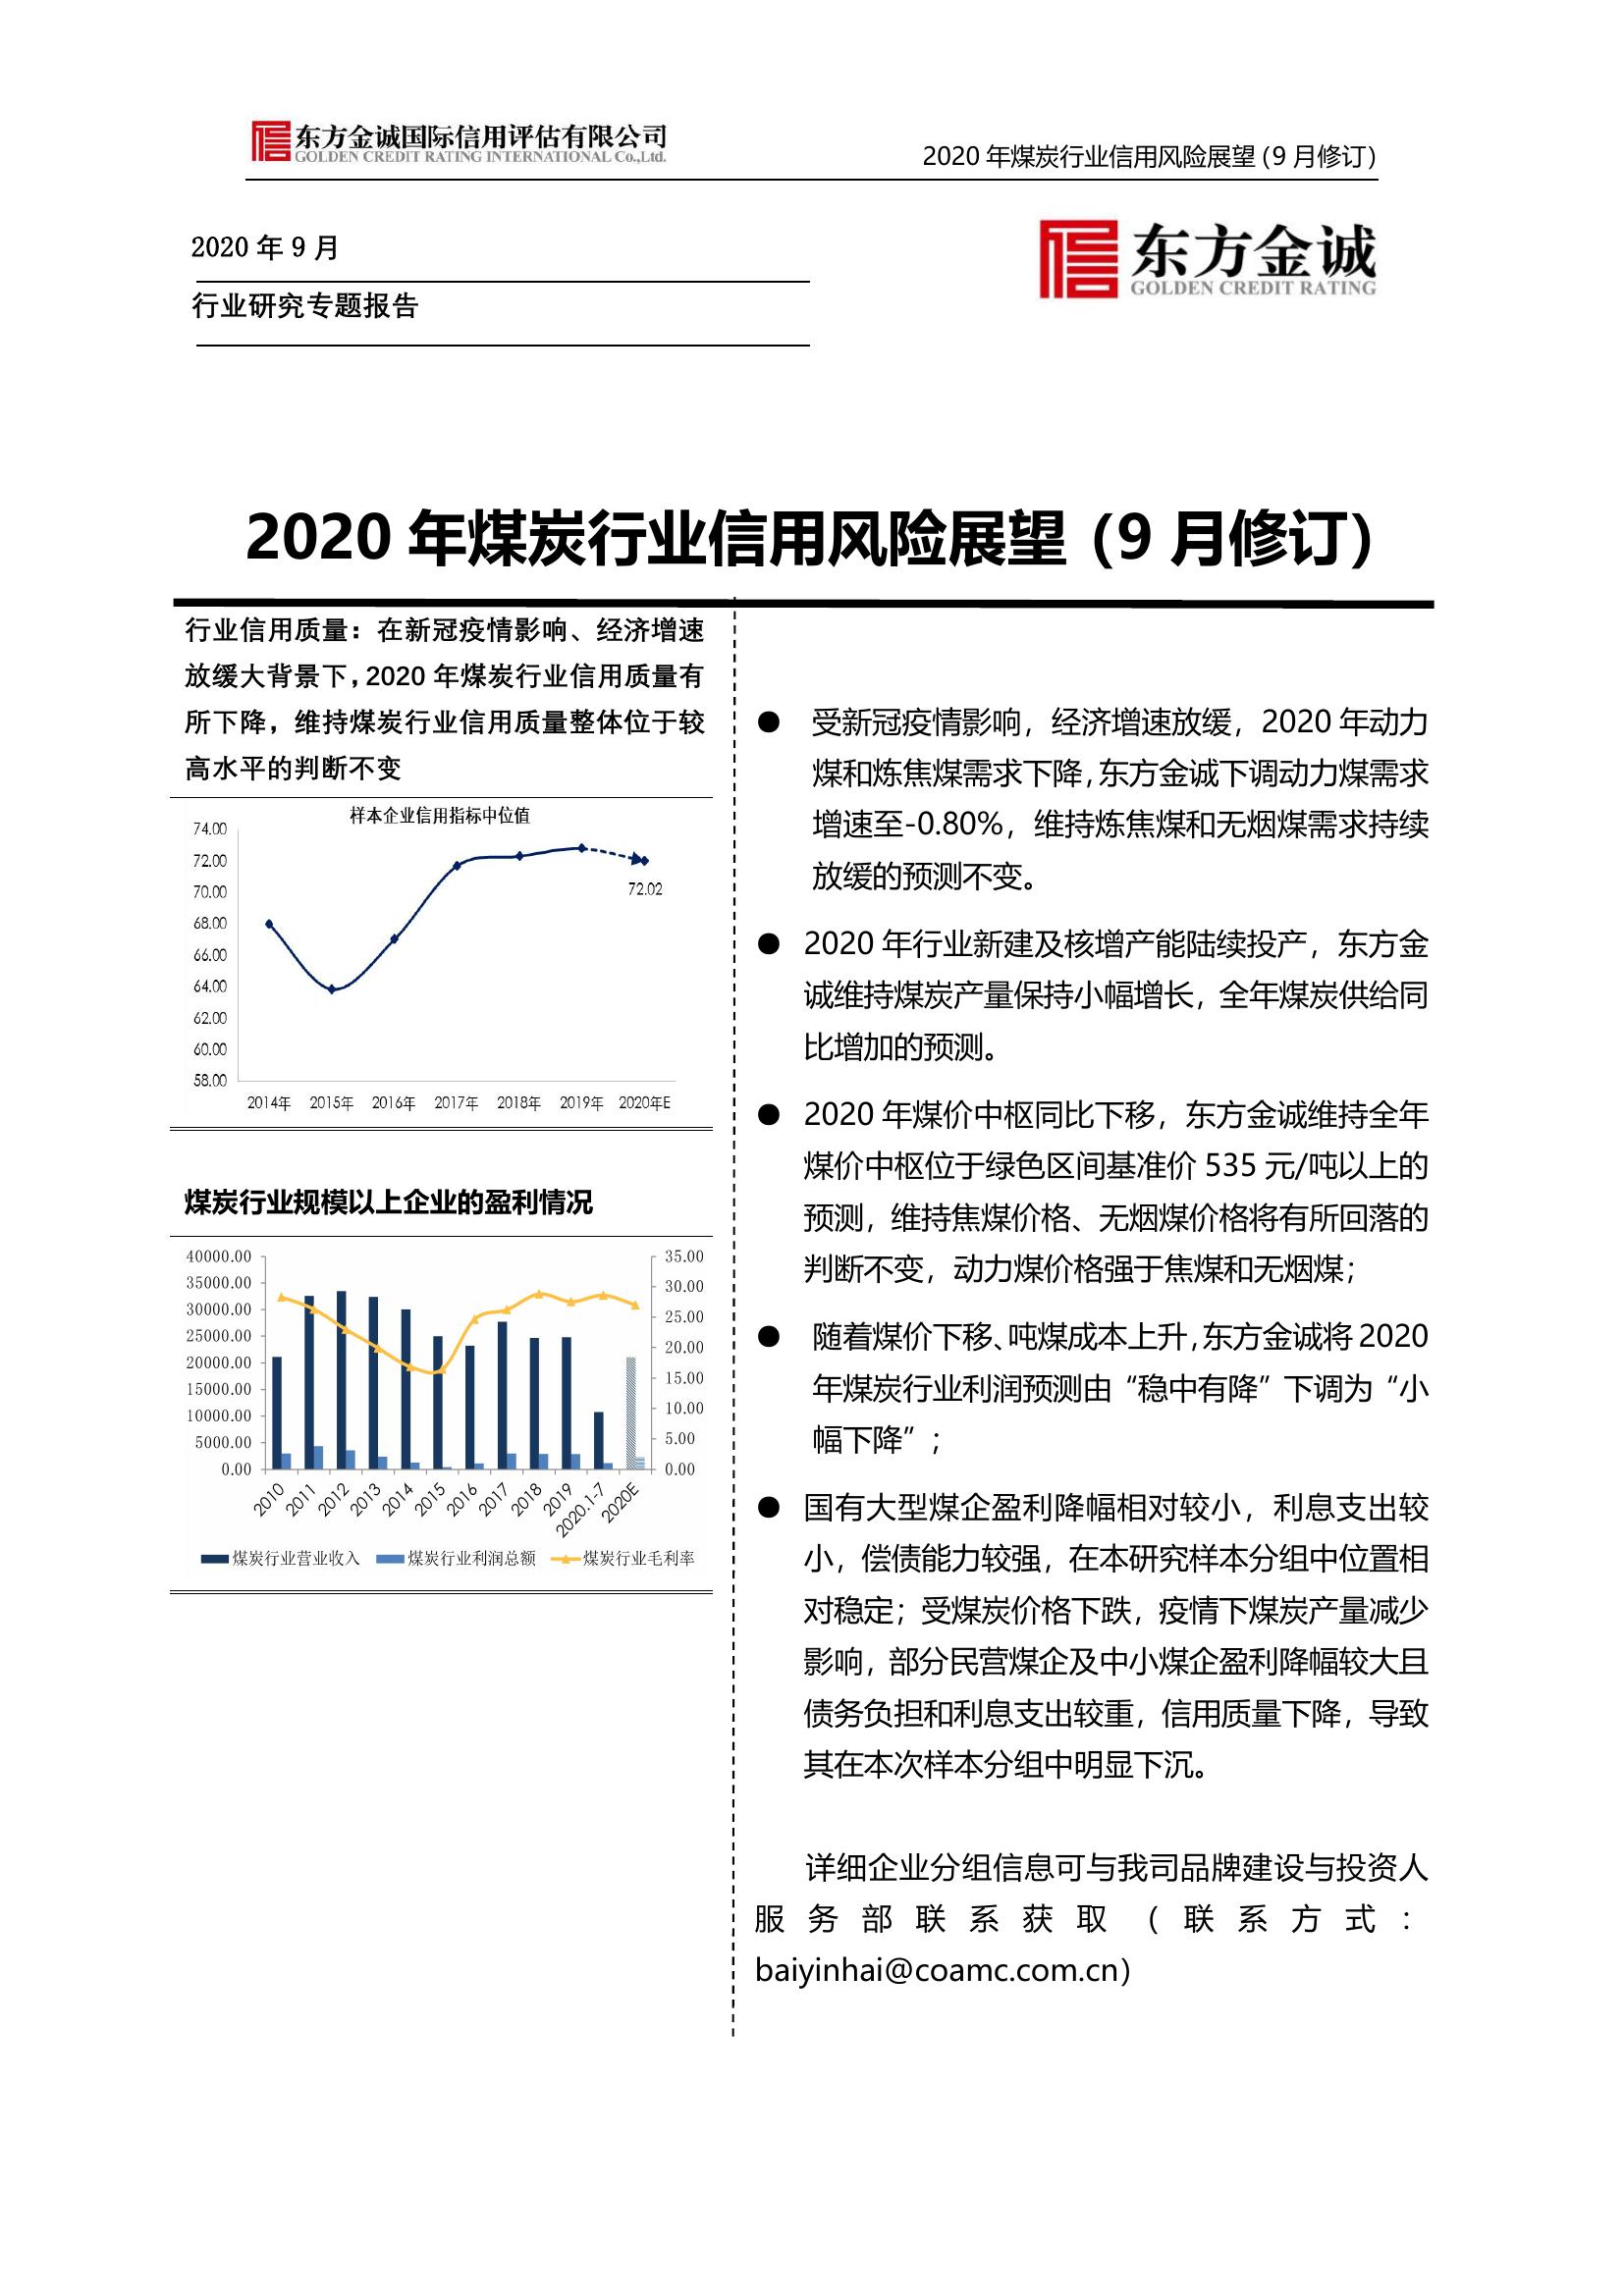 东方金诚国际信用评估有限公司
GOLDEN CREDIT RATING INTERNATIONAL Co.,Ltd.
2020 年煤炭行业信用风险展望（9 月修订）
2020 年 9 月
行业研究专题报告
东方金诚
GOLDEN CREDIT RATING
2020 年煤炭行业信用风险展望（9 月修订）
行业信用质量：在新冠疫情影响、经济增速
放缓大背景下，2020 年煤炭行业信用质量有
所下降，维持煤炭行业信用质量整体位于较
高水平的判断不变
样本企业信用指标中位值
74.00
72.00
70.00
68.00
66.00
64.00
62.00
60.00
58.00
72.02
2014年 2015年 2016年 2017年 2018年 2019年 2020年E
煤炭行业规模以上企业的盈利情况
40000.00
35000.00
30000.00
25000.00
20000.00
15000.00
10000.00
5000.00
0.00
35.00
30.00
25.00
20.00
15.00
10.00
5.00
0.00
2010 2011 2012 2013 2014 2015 2016 2017 2018 2019 2020.1-7 2020E
煤炭行业营业收入 煤炭行业利润总额 煤炭行业毛利率
● 受新冠疫情影响，经济增速放缓，2020 年动力
煤和炼焦煤需求下降，东方金诚下调动力煤需求
增速至-0.80%，维持炼焦煤和无烟煤需求持续
放缓的预测不变。
● 2020 年行业新建及核增产能陆续投产，东方金
诚维持煤炭产量保持小幅增长，全年煤炭供给同
比增加的预测。
● 2020 年煤价中枢同比下移，东方金诚维持全年
煤价中枢位于绿色区间基准价 535 元/吨以上的
预测，维持焦煤价格、无烟煤价格将有所回落的
判断不变，动力煤价格强于焦煤和无烟煤；
● 随着煤价下移、吨煤成本上升，东方金诚将 2020
年煤炭行业利润预测由“稳中有降”下调为“小
幅下降”；
● 国有大型煤企盈利降幅相对较小，利息支出较
小，偿债能力较强，在本研究样本分组中位置相
对稳定；受煤炭价格下跌，疫情下煤炭产量减少
影响，部分民营煤企及中小煤企盈利降幅较大且
债务负担和利息支出较重，信用质量下降，导致
其在本次样本分组中明显下沉。
详细企业分组信息可与我司品牌建设与投资人
服务部联系获取（联系方式：
baiyinhai@coamc.com.cn）